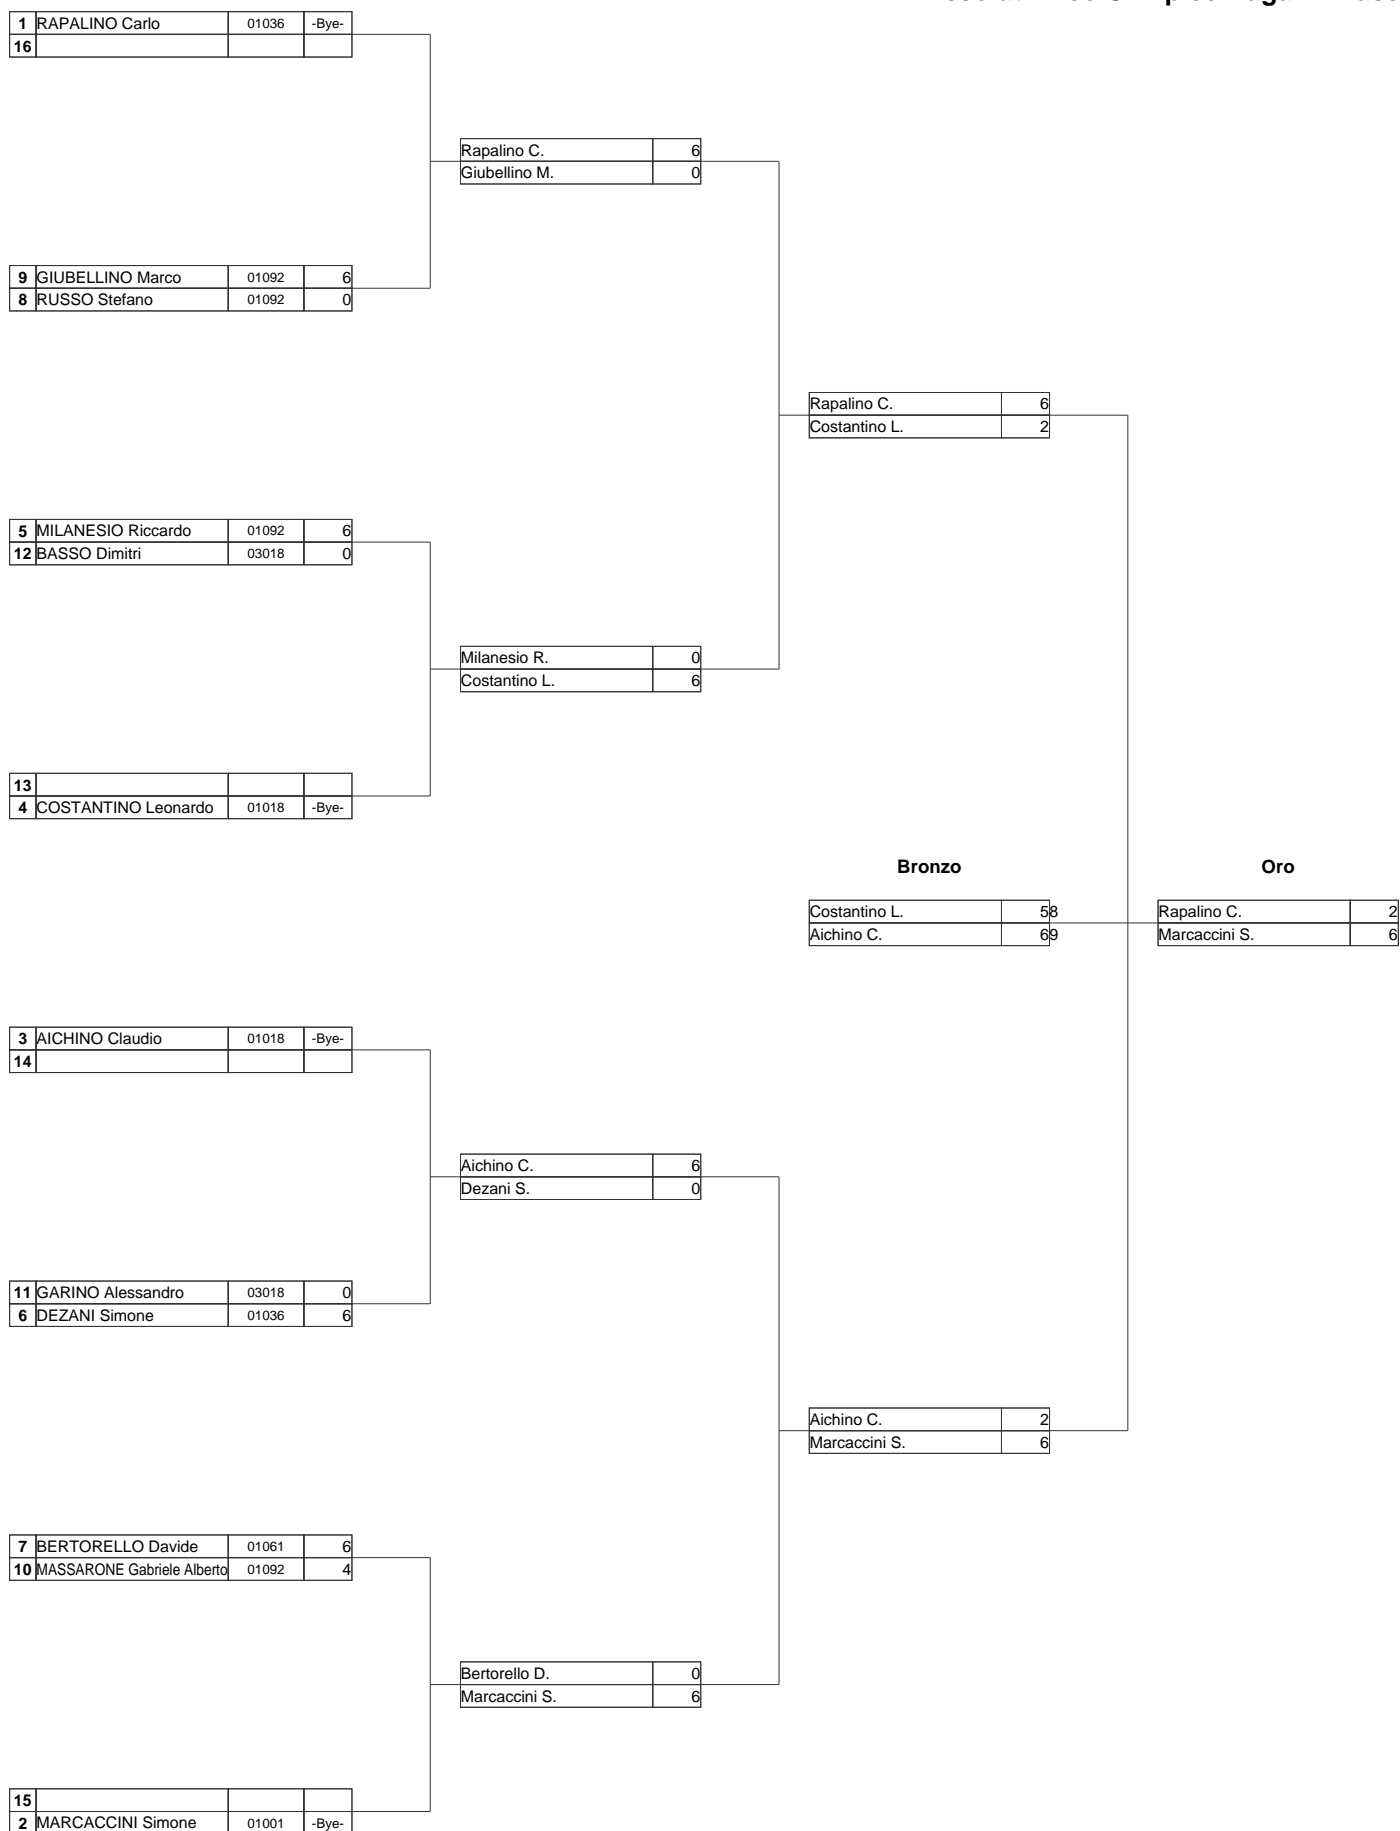 1 RAPALINO Carlo 01036 -Bye-
16
Rapalino C. 6
Giubellino M. 0
9 GIUBELLINO Marco 01092 6
8 RUSSO Stefano 01092 0
Rapalino C. 6
Costantino L. 2
5 MILANESIO Riccardo 01092 6
12 BASSO Dimitri 03018 0
Milanesio R. 0
Costantino L. 6
13
4 COSTANTINO Leonardo 01018 -Bye-
Bronzo Oro
Costantino L. 5 8 Rapalino C. 2
Aichino C. 6 9 Marcaccini S. 6
3 AICHINO Claudio 01018 -Bye-
14
Aichino C. 6
Dezani S. 0
11 GARINO Alessandro 03018 0
6 DEZANI Simone 01036 6
Aichino C. 2
Marcaccini S. 6
7 BERTORELLO Davide 01061 6
10 MASSARONE Gabriele Alberto 01092 4
Bertorello D. 0
Marcaccini S. 6
15
2 MARCACCINI Simone 01001 -Bye-